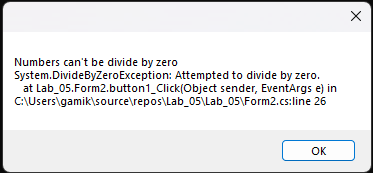 Numbers can't be divide by zero
System.DivideByZeroException: Attempted to divide by zero.
at Lab_05.Form2.button1_Click(Object sender, EventArgs e) in
C:\Users\gamik\source\repos\Lab_05\Lab_05\Form2.cs:line 26
OK